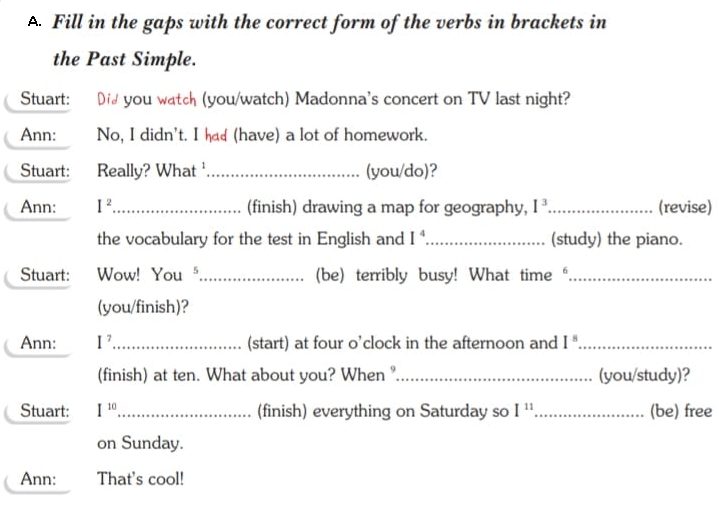 A. Fill in the gaps with the correct form of the verbs in brackets in
the Past Simple.
Stuart: Did you watch (you/watch) Madonna's concert on TV last night?
Ann: No, I didn't. I had (have) a lot of homework.
Stuart: Really? What ¹................................ (you/do)?
Ann: I ²........................... (finish) drawing a map for geography, I ³...................... (revise)
the vocabulary for the test in English and I ⁴......................... (study) the piano.
Stuart: Wow! You ⁵...................... (be) terribly busy! What time ⁶..............................
(you/finish)?
Ann: I ⁷........................... (start) at four o'clock in the afternoon and I ⁸............................
(finish) at ten. What about you? When ⁹......................................... (you/study)?
Stuart: I ¹⁰............................ (finish) everything on Saturday so I ¹¹....................... (be) free
on Sunday.
Ann: That's cool!